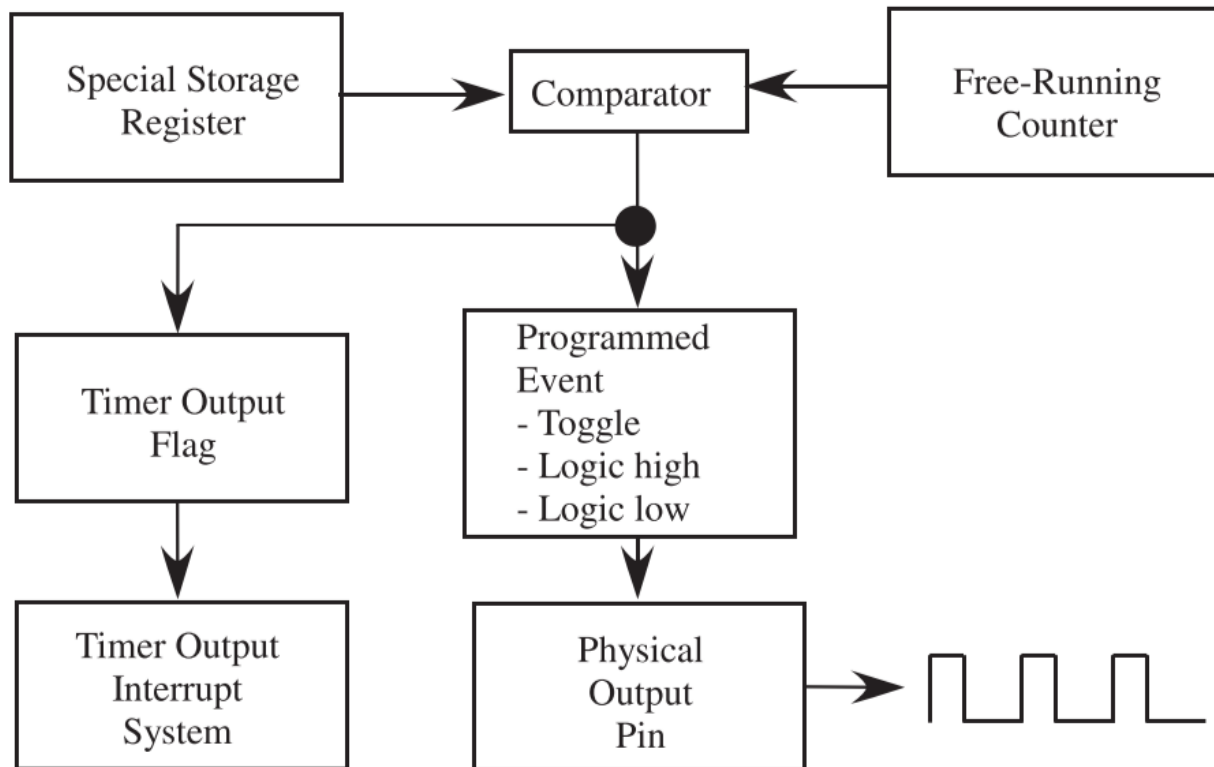 Special Storage
Register
Comparator
Free-Running
Counter
Timer Output
Flag
Programmed
Event
- Toggle
- Logic high
- Logic low
Timer Output
Interrupt
System
Physical
Output
Pin